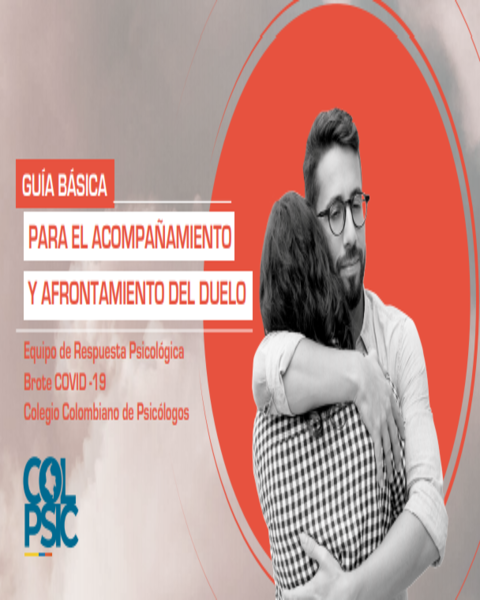 GUÍA BÁSICA
PARA EL ACOMPAÑAMIENTO
Y AFRONTAMIENTO DEL DUELO
Equipo de Respuesta Psicológica
Brote COVID -19
Colegio Colombiano de Psicólogos
COL
PSIC